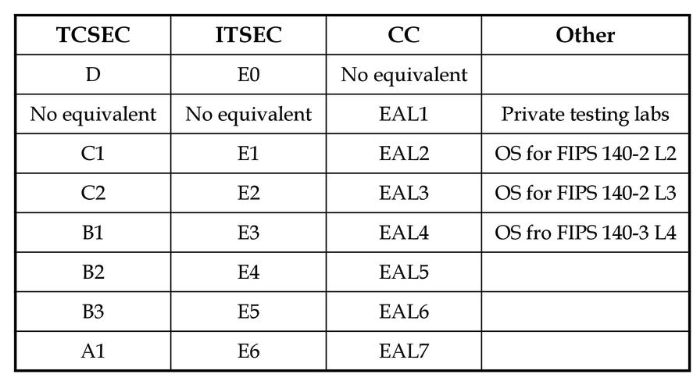 TCSEC ITSEC CC Other
D E0 No equivalent
No equivalent No equivalent EAL1 Private testing labs
C1 E1 EAL2 OS for FIPS 140-2 L2
C2 E2 EAL3 OS for FIPS 140-2 L3
B1 E3 EAL4 OS fro FIPS 140-3 L4
B2 E4 EAL5
B3 E5 EAL6
A1 E6 EAL7